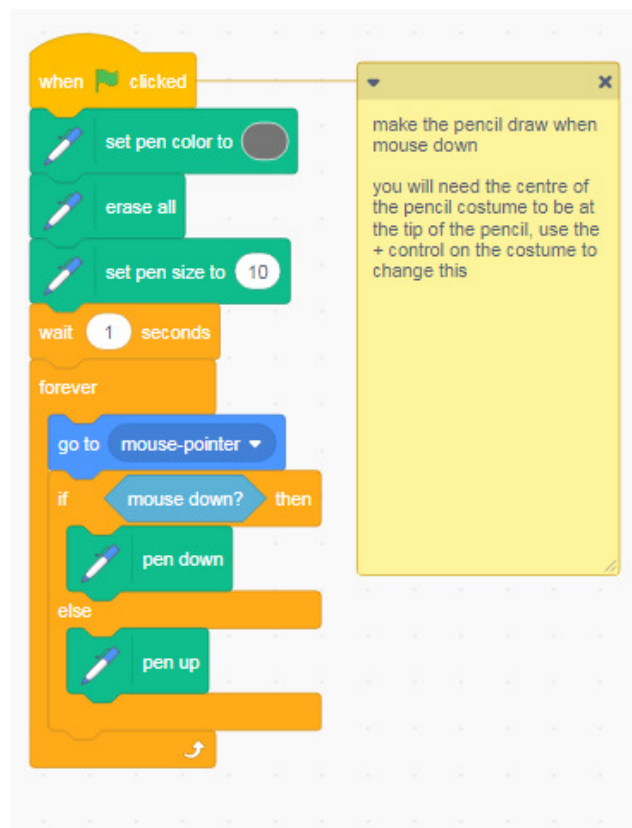 when clicked
set pen color to
erase all
set pen size to 10
wait 1 seconds
forever
go to mouse-pointer
if mouse down? then
pen down
else
pen up
make the pencil draw when
mouse down
you will need the centre of
the pencil costume to be at
the tip of the pencil, use the
+ control on the costume to
change this